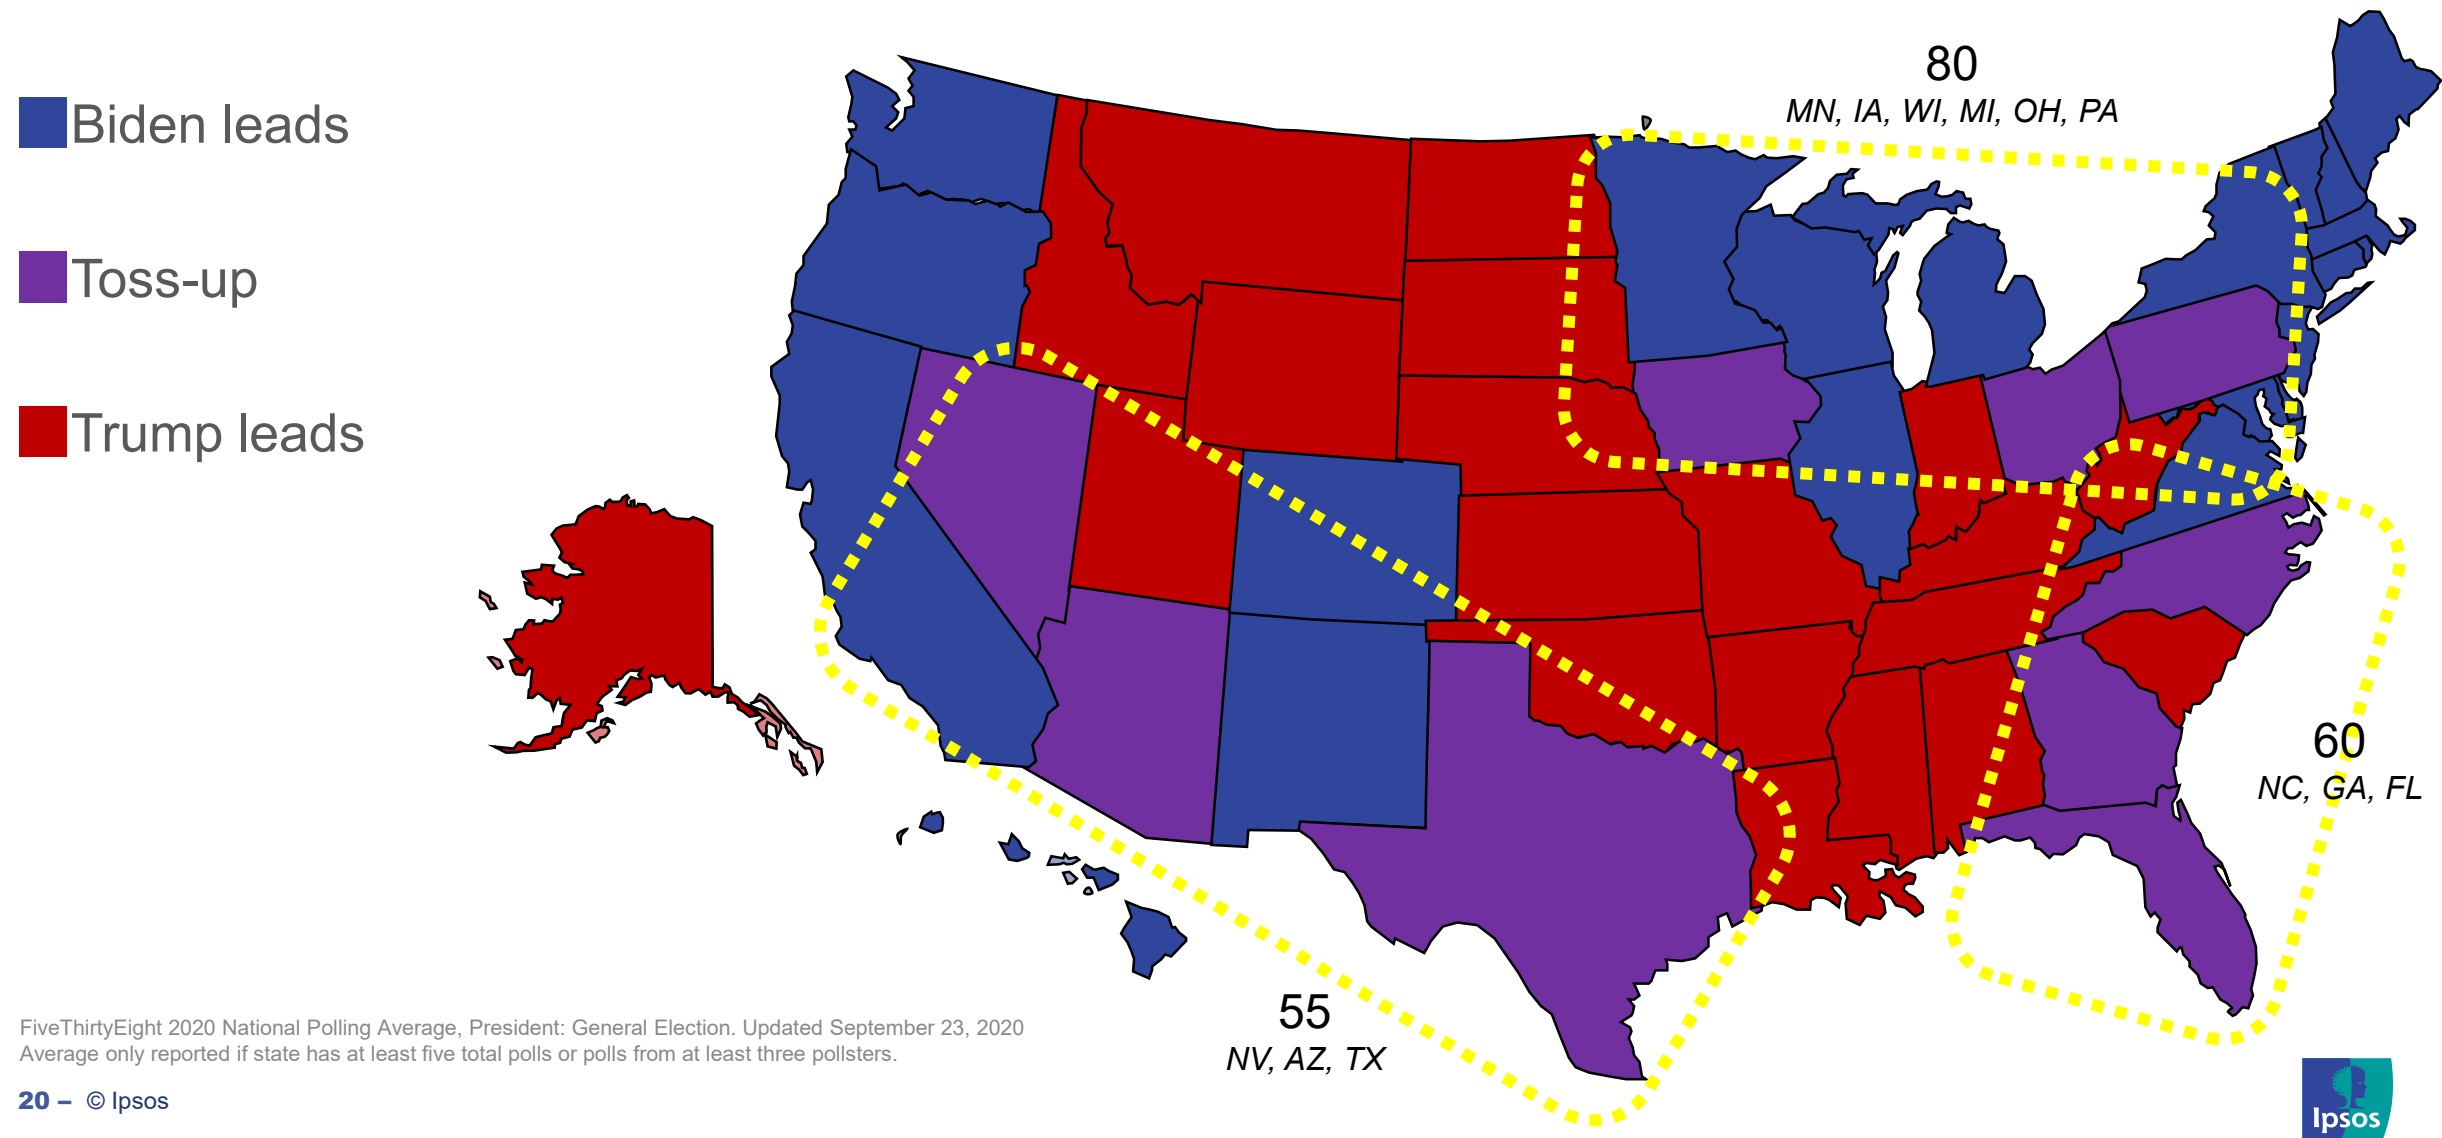 80
MN, IA, WI, MI, OH, PA
Biden leads
Toss-up
Trump leads
60
NC, GA, FL
55
NV, AZ, TX
FiveThirtyEight 2020 National Polling Average, President: General Election. Updated September 23, 2020
Average only reported if state has at least five total polls or polls from at least three pollsters.
20 – © Ipsos
Ipsos